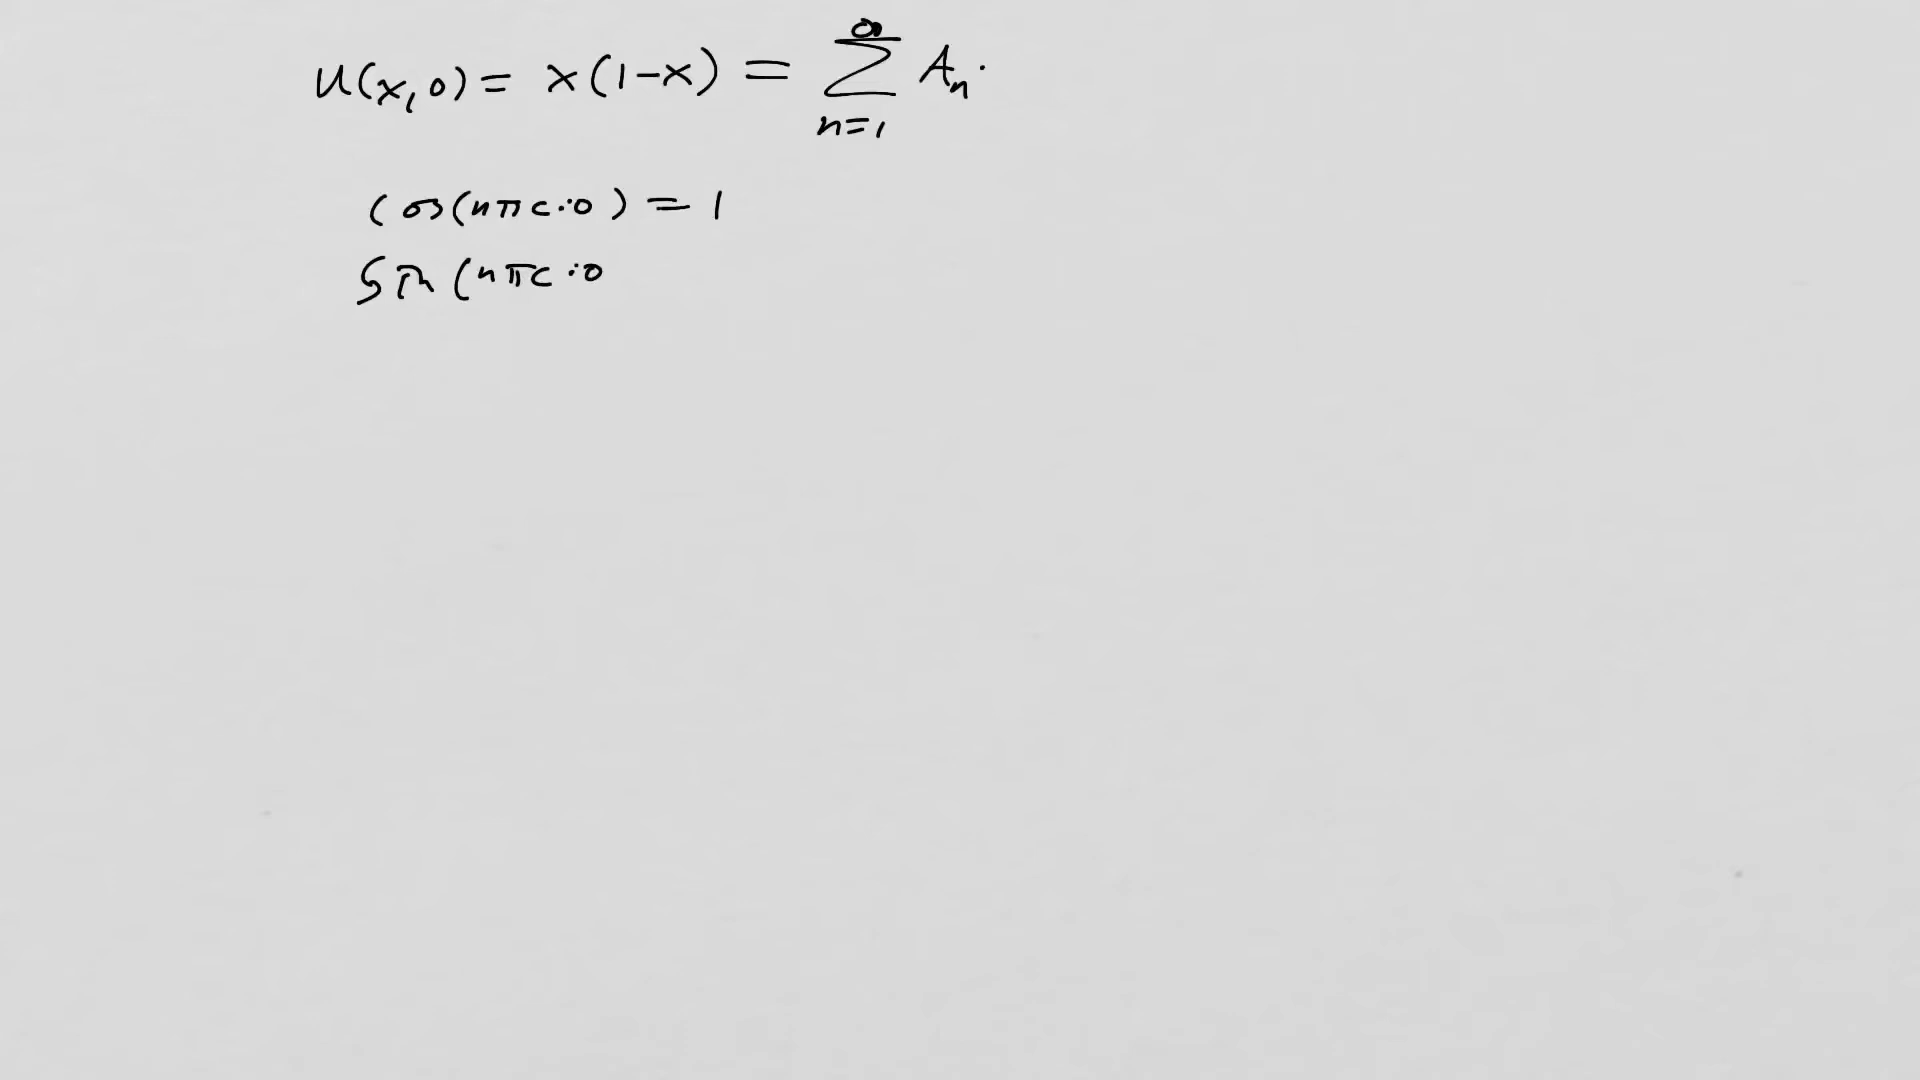 u(x,0) = x(1-x) = ∑_{n=1}^{∞} A_n ·
cos(nπc·0) = 1
sin(nπc·0